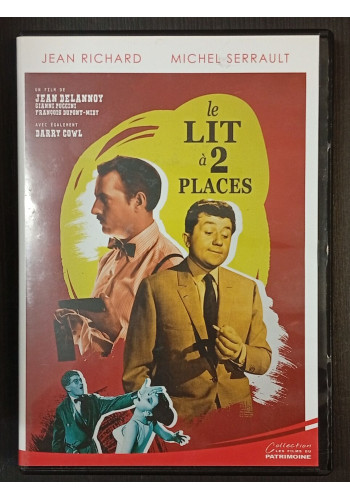 JEAN RICHARD MICHEL SERRAULT
UN FILM DE
JEAN DELANNOY
GIANNI PUCCINI
FRANÇOIS DUPONT-MIDY
AVEC ÉGALEMENT
DARRY COWL
le
LIT
à 2
PLACES
Collection
LES FILMS DU
PATRIMOINE